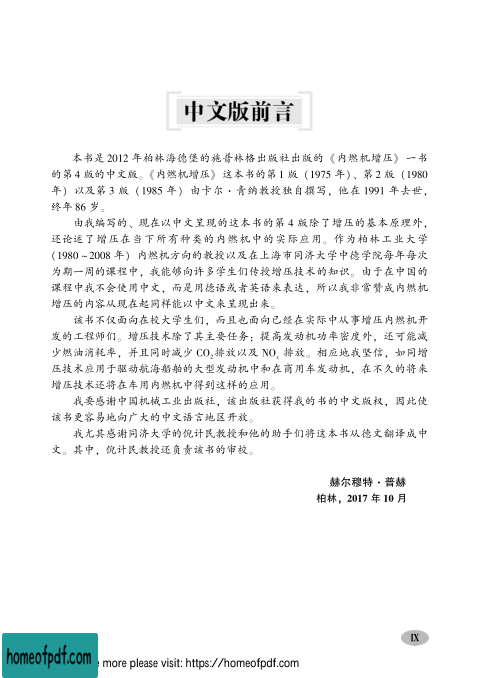 中文版前言
本书是 2012 年柏林海德堡的施普林格出版社出版的《内燃机增压》一书
的第 4 版的中文版。《内燃机增压》这本书的第 1 版（1975 年）、第 2 版（1980
年）以及第 3 版（1985 年）由卡尔·青纳教授独自撰写，他在 1991 年去世，
终年 86 岁。
由我编写的、现在以中文呈现的这本书的第 4 版除了增压的基本原理外，
还论述了增压在当下所有种类的内燃机中的实际应用。作为柏林工业大学
（1980～2008 年）内燃机方向的教授以及在上海市同济大学中德学院每年每次
为期一周的课程中，我能够向许多学生们传授增压技术的知识。由于在中国的
课程中我不会使用中文，而是用德语或者英语来表达，所以我非常赞成内燃机
增压的内容从现在起同样能以中文来呈现出来。
该书不仅面向在校大学生们，而且也面向已经在实际中从事增压内燃机开
发的工程师们。增压技术除了其主要任务：提高发动机功率密度外，还可能减
少燃油消耗率，并且同时减少 CO₂排放以及 NOₓ 排放。相应地我坚信，如同增
压技术应用于驱动航海船舶的大型发动机中和在商用车发动机，在不久的将来
增压技术还将在车用内燃机中得到这样的应用。
我要感谢中国机械工业出版社，该出版社获得我的书的中文版权，因此使
该书更容易地向广大的中文语言地区开放。
我尤其感谢同济大学的倪计民教授和他的助手们将这本书从德文翻译成中
文。其中，倪计民教授还负责该书的审校。
赫尔穆特·普赫
柏林，2017 年 10 月
IX
homeofpdf.com
more please visit: https://homeofpdf.com